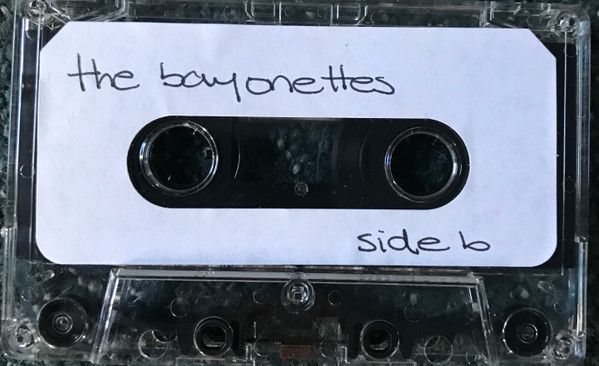 the bayonettes
side b